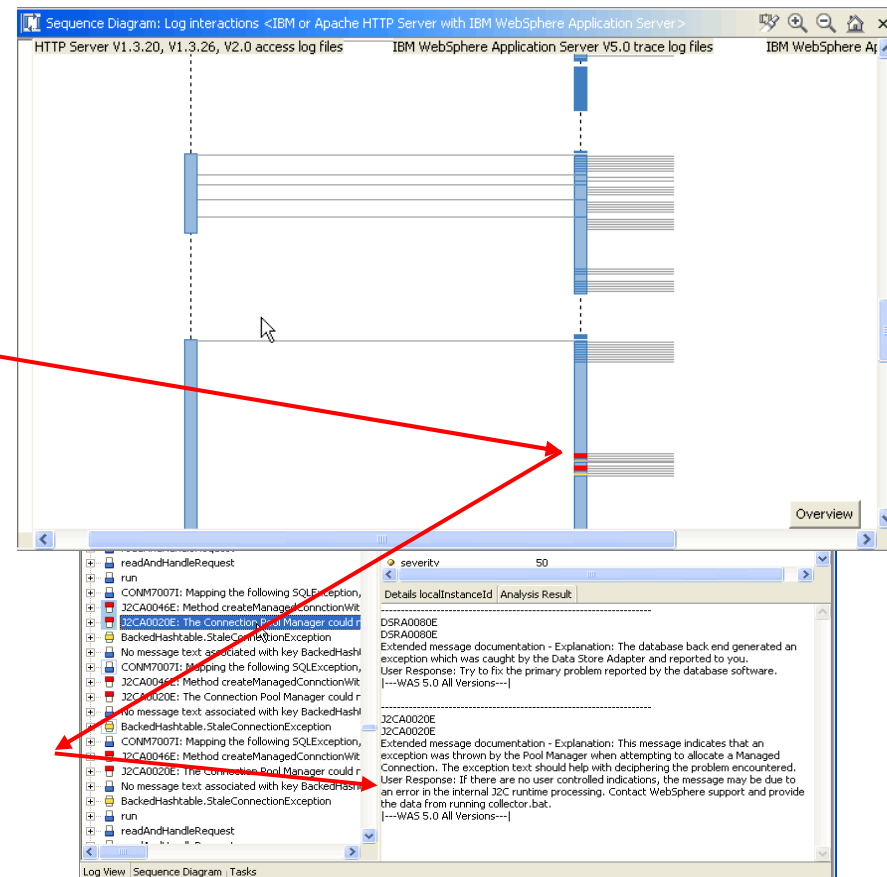 Sequence Diagram: Log interactions <IBM or Apache HTTP Server with IBM WebSphere Application Server>
HTTP Server V1.3.20, V1.3.26, V2.0 access log files
IBM WebSphere Application Server V5.0 trace log files
IBM WebSphere Ap
Overview
readAndHandleRequest
run
CONM7007I: Mapping the following SQLException,
J2CA0046E: Method createManagedConnctionWit
J2CA0020E: The Connection Pool Manager could r
BackedHashtable.StaleConnectionException
No message text associated with key BackedHash
CONM7007I: Mapping the following SQLException,
J2CA0046E: Method createManagedConnctionWit
J2CA0020E: The Connection Pool Manager could r
No message text associated with key BackedHash
BackedHashtable.StaleConnectionException
CONM7007I: Mapping the following SQLException,
J2CA0046E: Method createManagedConnctionWit
J2CA0020E: The Connection Pool Manager could r
No message text associated with key BackedHash
BackedHashtable.StaleConnectionException
run
readAndHandleRequest
severity 50
Details localInstanceId Analysis Result
------------------------------------------------------------------
DSRA0080E
DSRA0080E
Extended message documentation - Explanation: The database back end generated an
exception which was caught by the Data Store Adapter and reported to you.
User Response: Try to fix the primary problem reported by the database software.
|---WAS 5.0 All Versions---|
------------------------------------------------------------------
J2CA0020E
J2CA0020E
Extended message documentation - Explanation: This message indicates that an
exception was thrown by the Pool Manager when attempting to allocate a Managed
Connection. The exception text should help with deciphering the problem encountered.
User Response: If there are no user controlled indications, the message may be due to
an error in the internal J2C runtime processing. Contact WebSphere support and provide
the data from running collector.bat.
|---WAS 5.0 All Versions---|
Log View Sequence Diagram Tasks